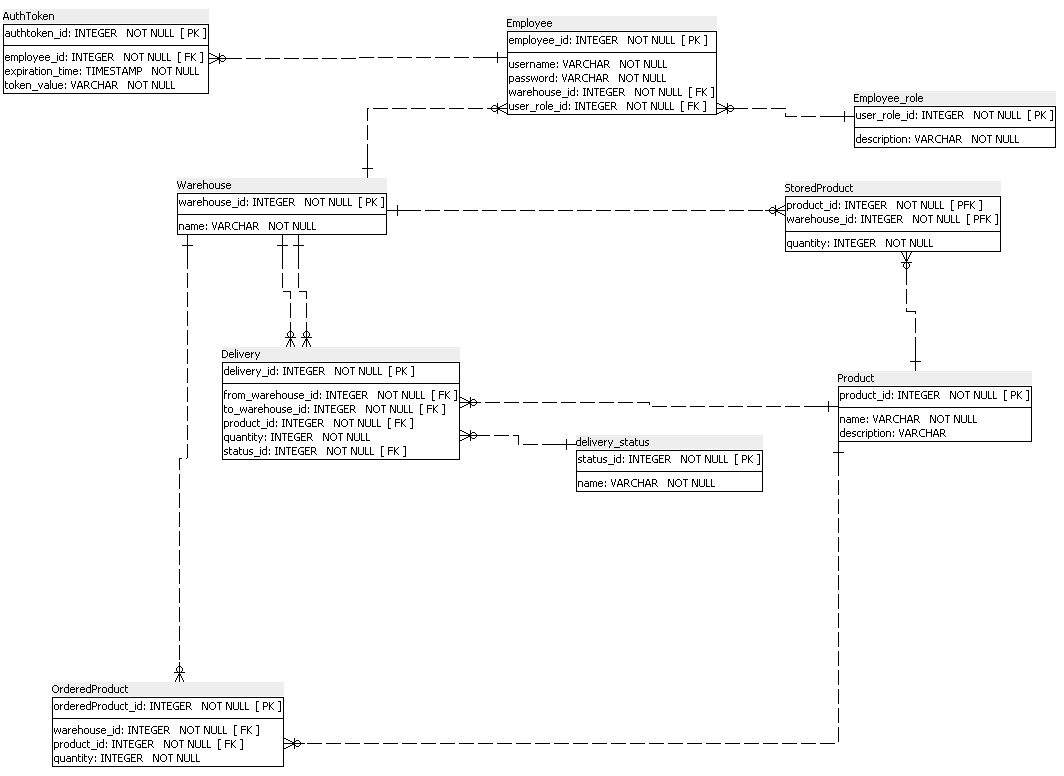 AuthToken
authtoken_id: INTEGER NOT NULL [ PK ]
employee_id: INTEGER NOT NULL [ FK ]
expiration_time: TIMESTAMP NOT NULL
token_value: VARCHAR NOT NULL
Employee
employee_id: INTEGER NOT NULL [ PK ]
username: VARCHAR NOT NULL
password: VARCHAR NOT NULL
warehouse_id: INTEGER NOT NULL [ FK ]
user_role_id: INTEGER NOT NULL [ FK ]
Employee_role
user_role_id: INTEGER NOT NULL [ PK ]
description: VARCHAR NOT NULL
Warehouse
warehouse_id: INTEGER NOT NULL [ PK ]
name: VARCHAR NOT NULL
StoredProduct
product_id: INTEGER NOT NULL [ PFK ]
warehouse_id: INTEGER NOT NULL [ PFK ]
quantity: INTEGER NOT NULL
Delivery
delivery_id: INTEGER NOT NULL [ PK ]
from_warehouse_id: INTEGER NOT NULL [ FK ]
to_warehouse_id: INTEGER NOT NULL [ FK ]
product_id: INTEGER NOT NULL [ FK ]
quantity: INTEGER NOT NULL
status_id: INTEGER NOT NULL [ FK ]
Product
product_id: INTEGER NOT NULL [ PK ]
name: VARCHAR NOT NULL
description: VARCHAR
delivery_status
status_id: INTEGER NOT NULL [ PK ]
name: VARCHAR NOT NULL
OrderedProduct
orderedProduct_id: INTEGER NOT NULL [ PK ]
warehouse_id: INTEGER NOT NULL [ FK ]
product_id: INTEGER NOT NULL [ FK ]
quantity: INTEGER NOT NULL